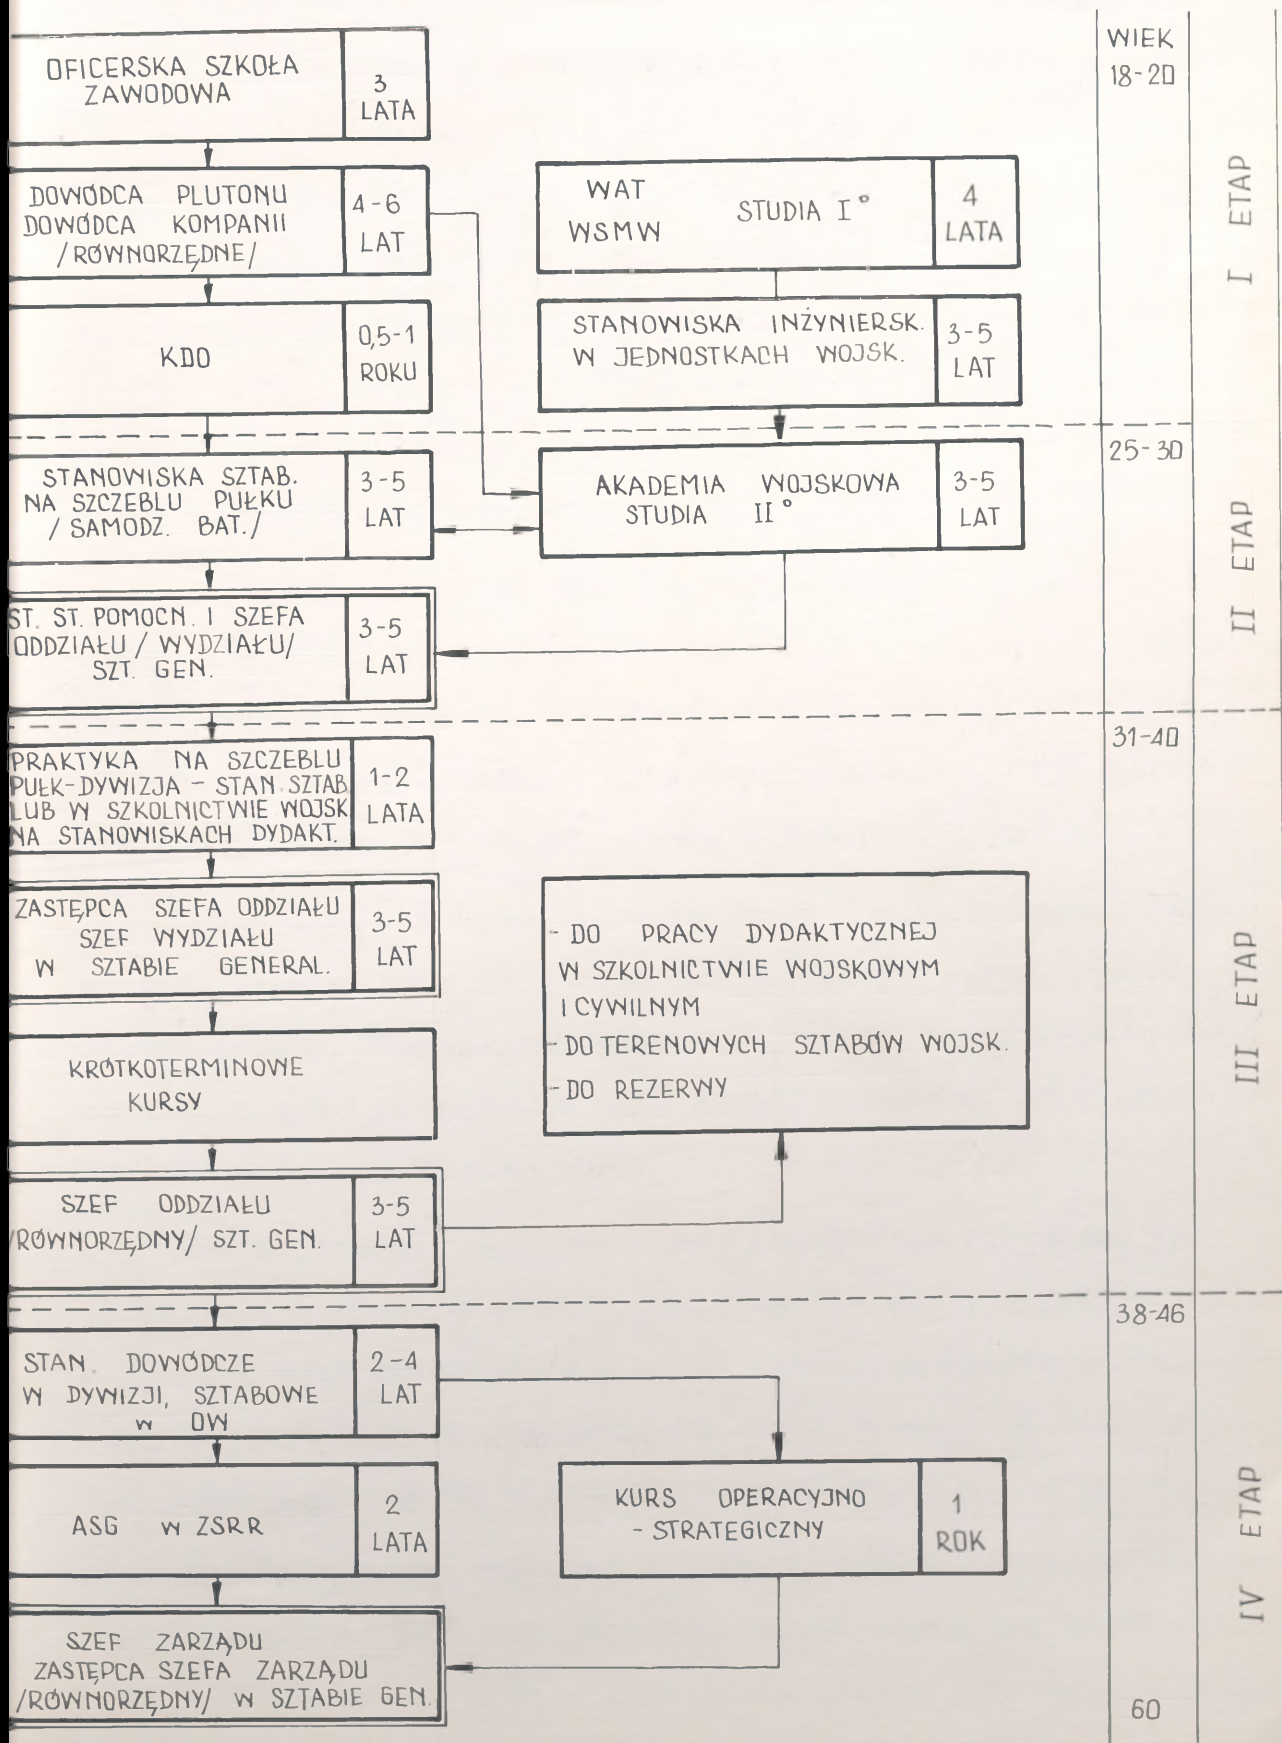 OFICERSKA SZKOŁA
ZAWODOWA
3
LATA
WIEK
18-20
DOWÓDCA PLUTONU
DOWÓDCA KOMPANII
/RÓWNORZĘDNE/
4-6
LAT
WAT
WSMW
STUDIA I°
4
LATA
I ETAP
KDO
0,5-1
ROKU
STANOWISKA INŻYNIERSK.
W JEDNOSTKACH WOJSK.
3-5
LAT
25-30
STANOWISKA SZTAB.
NA SZCZEBLU PUŁKU
/ SAMODZ. BAT./
3-5
LAT
AKADEMIA WOJSKOWA
STUDIA II°
3-5
LAT
II ETAP
ST. ST. POMOCN. I SZEFA
ODDZIAŁU / WYDZIAŁU/
SZT. GEN.
3-5
LAT
31-40
PRAKTYKA NA SZCZEBLU
PUŁK-DYWIZJA - STAN. SZTAB
LUB W SZKOLNICTWIE WOJSK
NA STANOWISKACH DYDAKT.
1-2
LATA
ZASTĘPCA SZEFA ODDZIAŁU
SZEF WYDZIAŁU
W SZTABIE GENERAL.
3-5
LAT
- DO PRACY DYDAKTYCZNEJ
W SZKOLNICTWIE WOJSKOWYM
I CYWILNYM
- DO TERENOWYCH SZTABÓW WOJSK.
- DO REZERWY
III ETAP
KRÓTKOTERMINOWE
KURSY
SZEF ODDZIAŁU
/RÓWNORZĘDNY/ SZT. GEN.
3-5
LAT
38-46
STAN. DOWÓDCZE
W DYWIZJI, SZTABOWE
W OW
2-4
LAT
ASG W ZSRR
2
LATA
KURS OPERACYJNO
- STRATEGICZNY
1
ROK
IV ETAP
SZEF ZARZĄDU
ZASTĘPCA SZEFA ZARZĄDU
/RÓWNORZĘDNY/ W SZTABIE GEN.
60